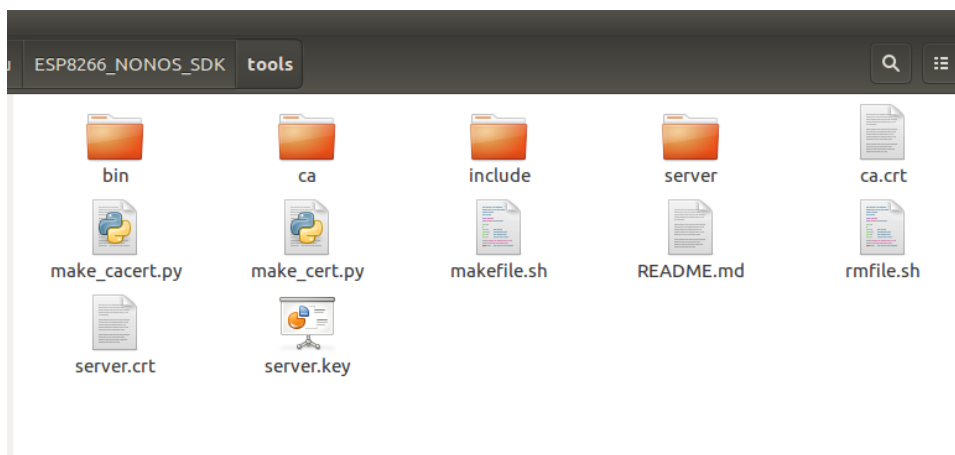 ESP8266_NONOS_SDK tools
bin ca include server ca.crt
make_cacert.py make_cert.py makefile.sh README.md rmfile.sh
server.crt server.key